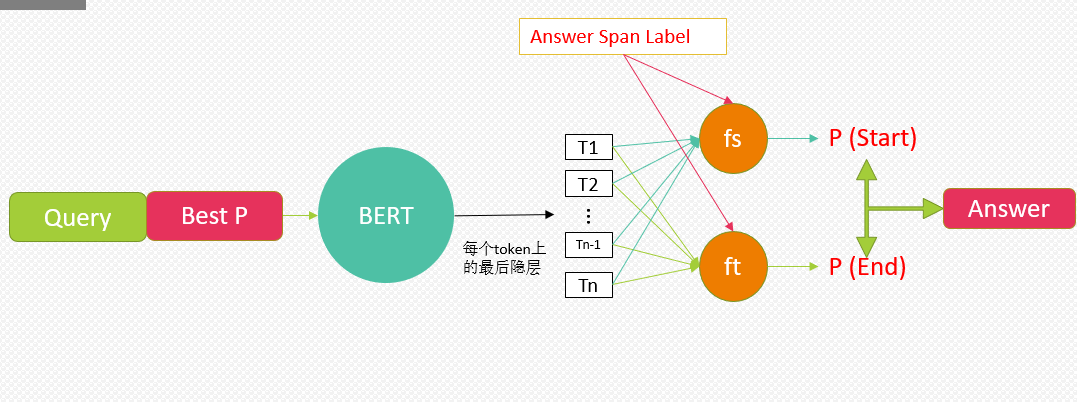 Answer Span Label
Query
Best P
BERT
每个token上
的最后隐层
T1
T2
⋮
Tn-1
Tn
fs
ft
P (Start)
P (End)
Answer